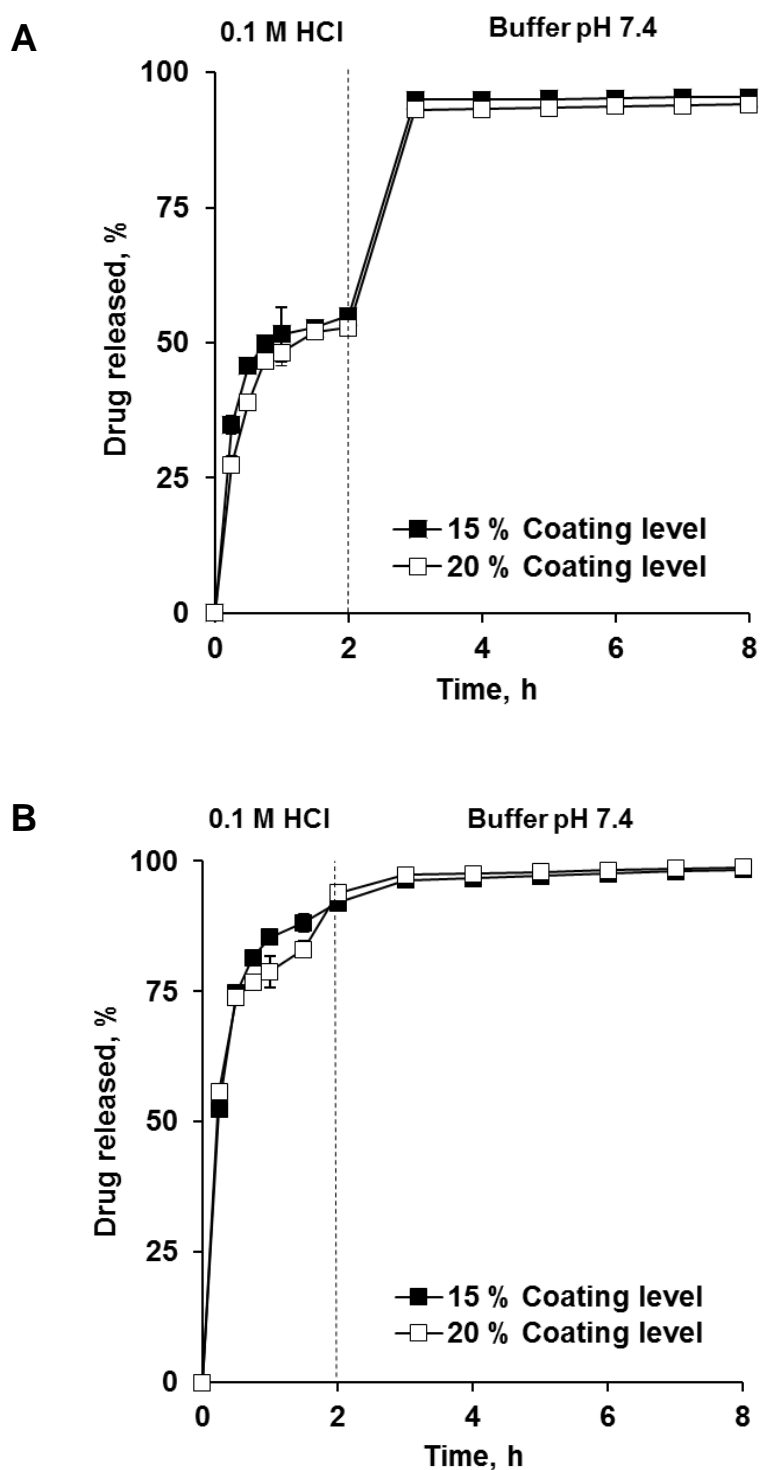 A
0.1 M HCl
Buffer pH 7.4
100
75
50
25
0
Drug released, %
15 % Coating level
20 % Coating level
0 2 4 6 8
Time, h
B
0.1 M HCl
Buffer pH 7.4
100
75
50
25
0
Drug released, %
15 % Coating level
20 % Coating level
0 2 4 6 8
Time, h